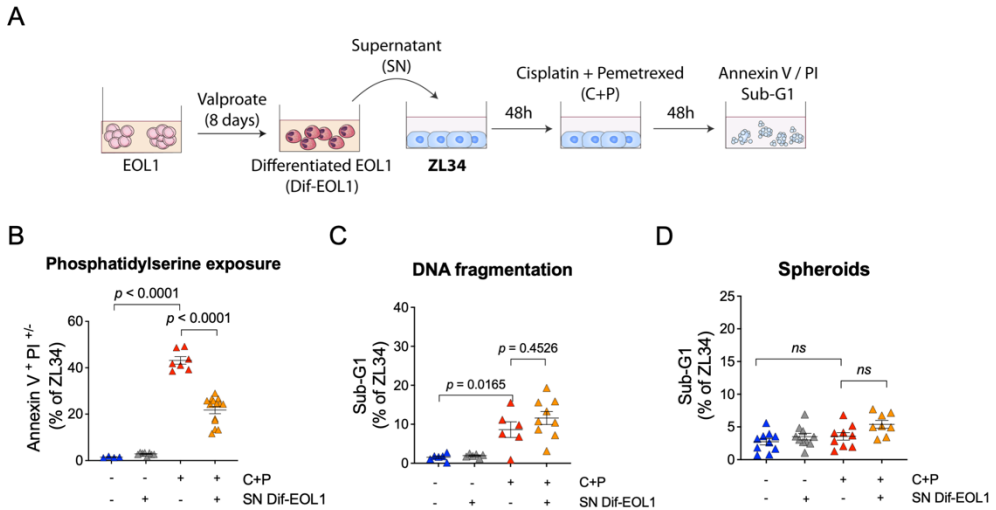 A
Supernatant
(SN)
Valproate
(8 days)
Cisplatin + Pemetrexed
(C+P)
Annexin V / PI
Sub-G1
48h
48h
EOL1
Differentiated EOL1
(Dif-EOL1)
ZL34
B
Phosphatidylserine exposure
p < 0.0001
p < 0.0001
Annexin V + PI +/-
(% of ZL34)
60
40
20
0
- - + + C+P
- + - + SN Dif-EOL1
C
DNA fragmentation
p = 0.4526
p = 0.0165
Sub-G1
(% of ZL34)
40
30
20
10
0
- - + + C+P
- + - + SN Dif-EOL1
D
Spheroids
ns
ns
Sub-G1
(% of ZL34)
25
20
15
10
5
0
- - + + C+P
- + - + SN Dif-EOL1